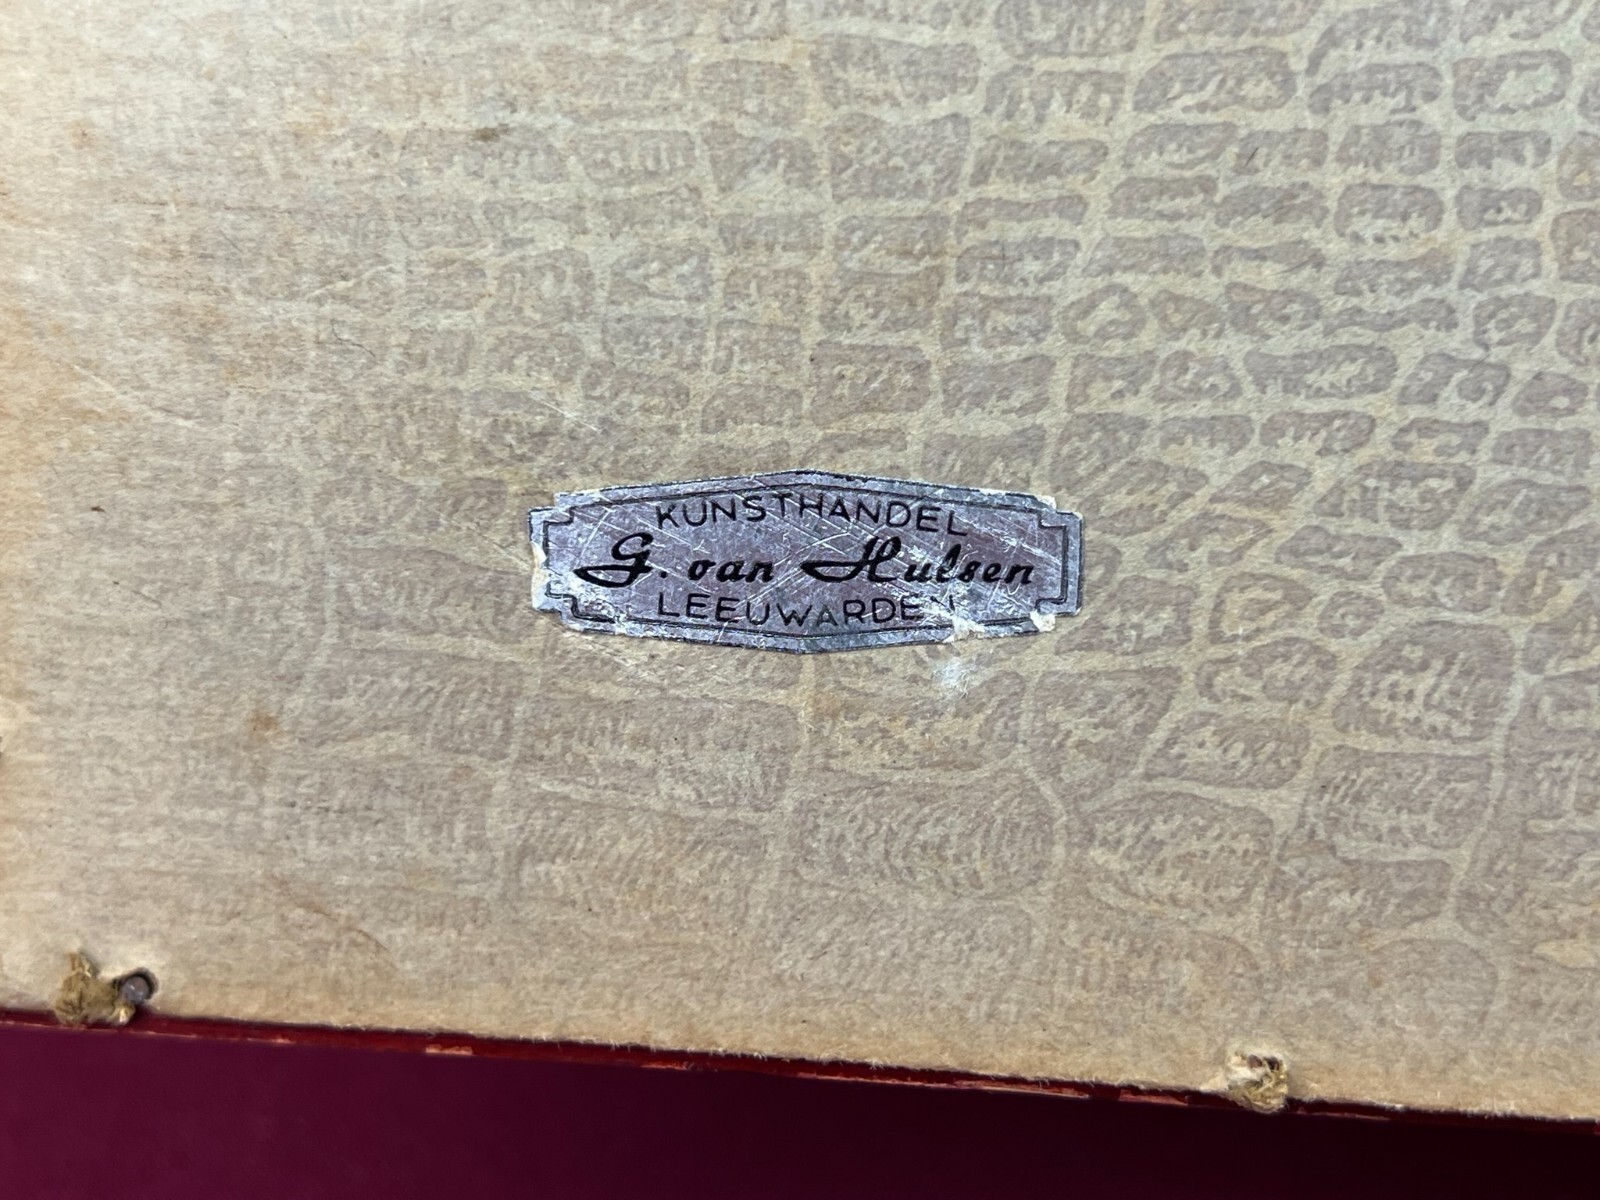 KUNSTHANDEL
G. van Hulsen
LEEUWARDEN